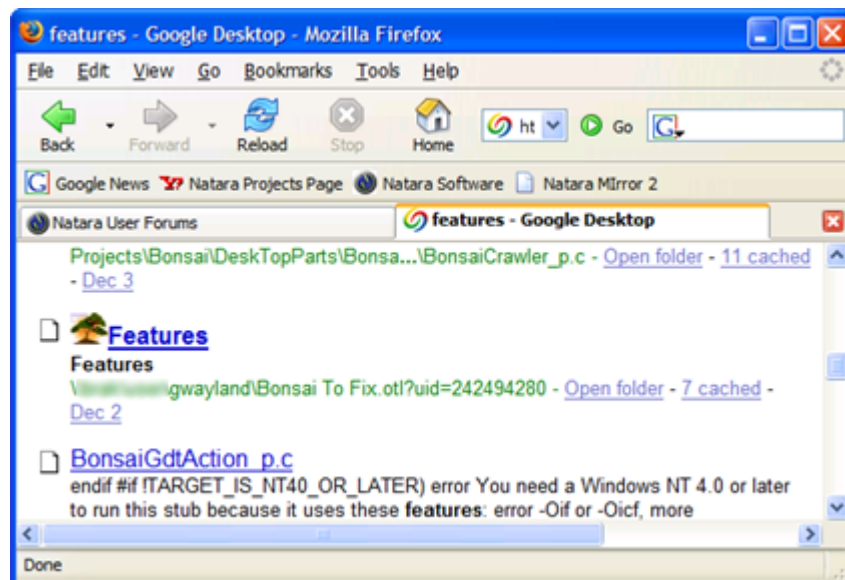 features - Google Desktop - Mozilla Firefox
File Edit View Go Bookmarks Tools Help
Back Forward Reload Stop Home ht Go
Google News Natara Projects Page Natara Software Natara MIrror 2
Natara User Forums features - Google Desktop
Projects\Bonsai\DeskTopParts\Bonsa...\BonsaiCrawler_p.c - Open folder - 11 cached
- Dec 3
Features
Features
\ \gwayland\Bonsai To Fix.otl?uid=242494280 - Open folder - 7 cached -
Dec 2
BonsaiGdtAction_p.c
endif #if !TARGET_IS_NT40_OR_LATER) error You need a Windows NT 4.0 or later
to run this stub because it uses these features: error -Oif or -Oicf, more
Done